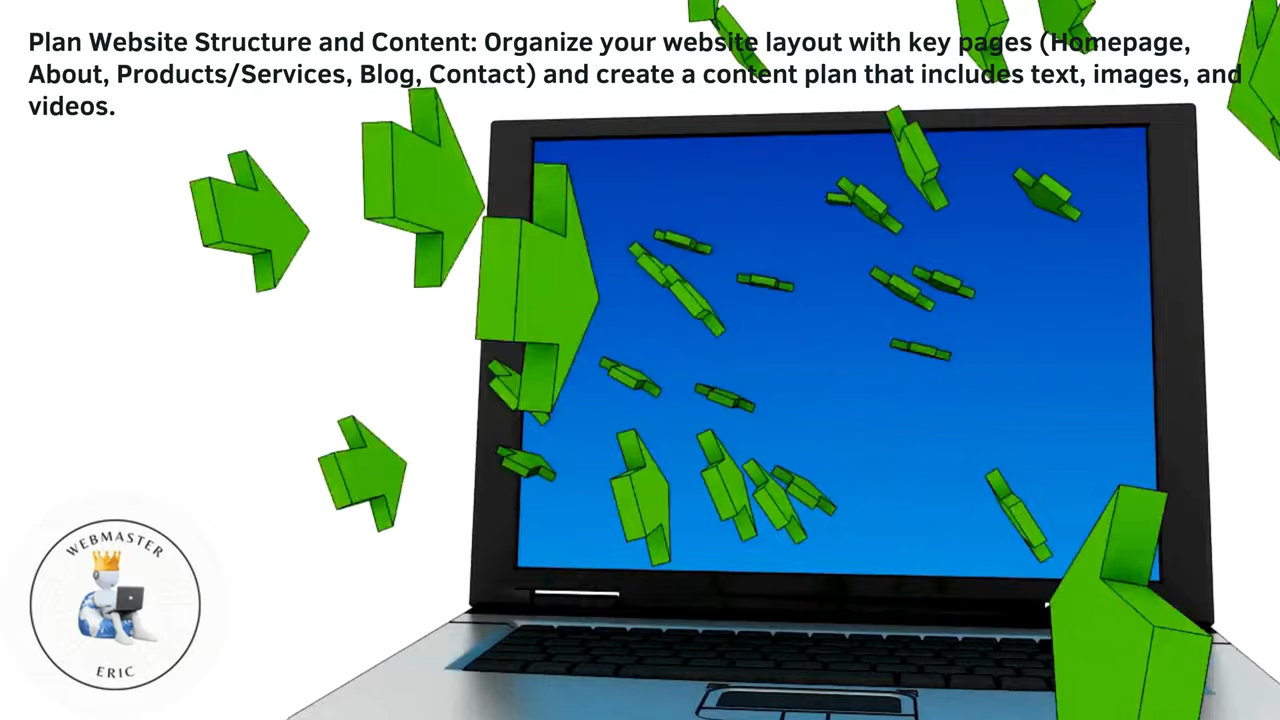 Plan Website Structure and Content: Organize your website layout with key pages (Homepage,
About, Products/Services, Blog, Contact) and create a content plan that includes text, images, and
videos.
WEBMASTER
ERIC